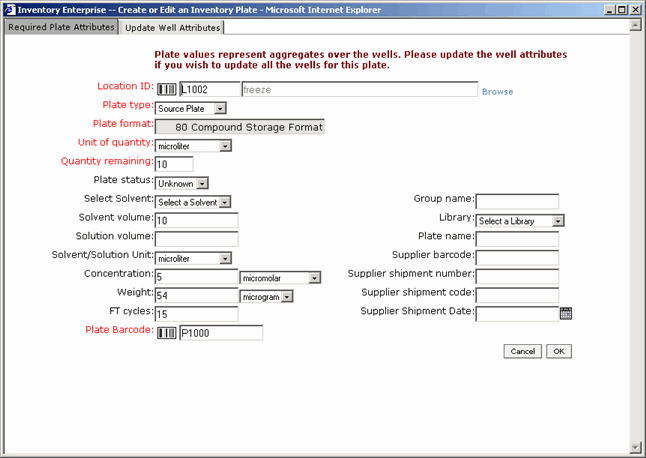 Inventory Enterprise -- Create or Edit an Inventory Plate - Microsoft Internet Explorer
Required Plate Attributes Update Well Attributes
Plate values represent aggregates over the wells. Please update the well attributes
if you wish to update all the wells for this plate.
Location ID: L1002 freeze Browse
Plate type: Source Plate
Plate format: 80 Compound Storage Format
Unit of quantity: microliter
Quantity remaining: 10
Plate status: Unknown
Select Solvent: Select a Solvent Group name:
Solvent volume: 10 Library: Select a Library
Solution volume: Plate name:
Solvent/Solution Unit: microliter Supplier barcode:
Concentration: 5 micromolar Supplier shipment number:
Weight: 54 microgram Supplier shipment code:
FT cycles: 15 Supplier Shipment Date:
Plate Barcode: P1000
Cancel OK